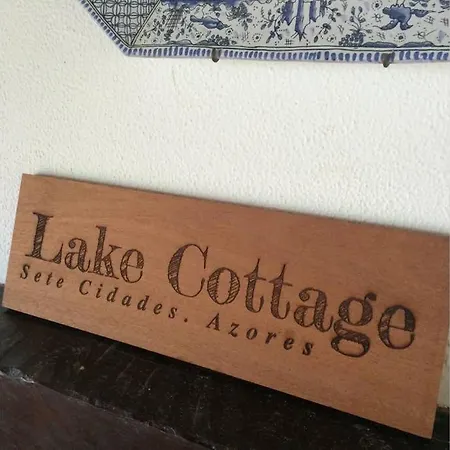 Lake Cottage
Sete Cidades. Azores